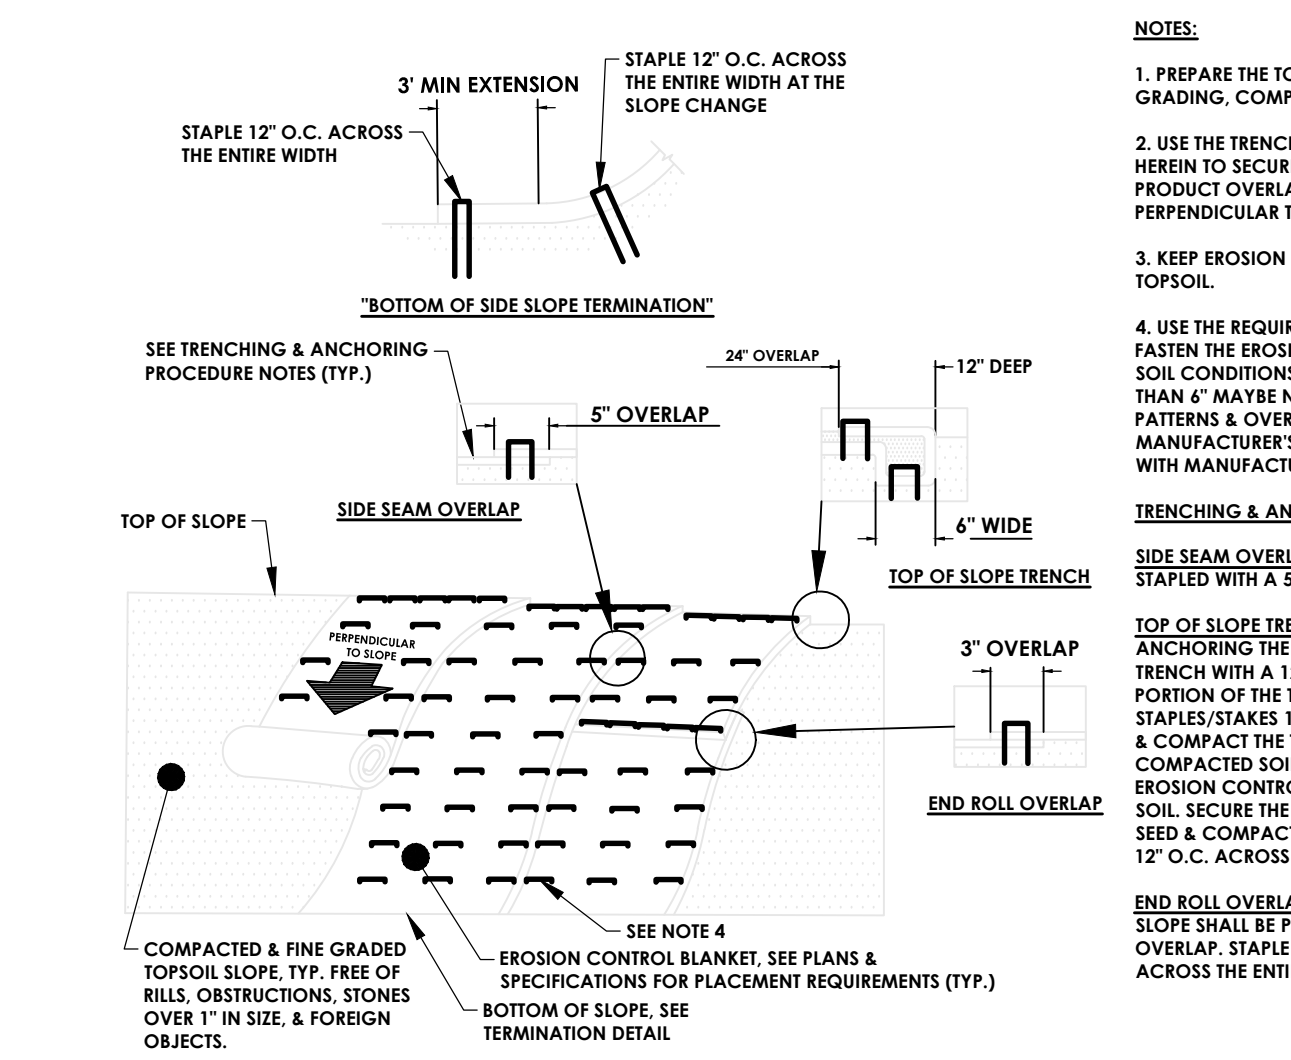 3' MIN EXTENSION
STAPLE 12" O.C. ACROSS
THE ENTIRE WIDTH AT THE
SLOPE CHANGE
STAPLE 12" O.C. ACROSS
THE ENTIRE WIDTH
"BOTTOM OF SIDE SLOPE TERMINATION"
SEE TRENCHING & ANCHORING
PROCEDURE NOTES (TYP.)
5" OVERLAP
SIDE SEAM OVERLAP
24" OVERLAP
12" DEEP
6" WIDE
TOP OF SLOPE TRENCH
TOP OF SLOPE
PERPENDICULAR
TO SLOPE
3" OVERLAP
END ROLL OVERLAP
SEE NOTE 4
EROSION CONTROL BLANKET, SEE PLANS &
SPECIFICATIONS FOR PLACEMENT REQUIREMENTS (TYP.)
BOTTOM OF SLOPE, SEE
TERMINATION DETAIL
COMPACTED & FINE GRADED
TOPSOIL SLOPE, TYP. FREE OF
RILLS, OBSTRUCTIONS, STONES
OVER 1" IN SIZE, & FOREIGN
OBJECTS.
NOTES:
1. PREPARE THE TO
GRADING, COMP
2. USE THE TRENCH
HEREIN TO SECUR
PRODUCT OVERLA
PERPENDICULAR T
3. KEEP EROSION
TOPSOIL.
4. USE THE REQUIR
FASTEN THE EROSI
SOIL CONDITIONS
THAN 6" MAYBE N
PATTERNS & OVER
MANUFACTURER'S
WITH MANUFACTU
TRENCHING & AN
SIDE SEAM OVERL
STAPLED WITH A 5
TOP OF SLOPE TRE
ANCHORING THE
TRENCH WITH A 12
PORTION OF THE T
STAPLES/STAKES 1
& COMPACT THE T
COMPACTED SOI
EROSION CONTRO
SOIL. SECURE THE
SEED & COMPACT
12" O.C. ACROSS
END ROLL OVERLA
SLOPE SHALL BE P
OVERLAP. STAPLE
ACROSS THE ENTI